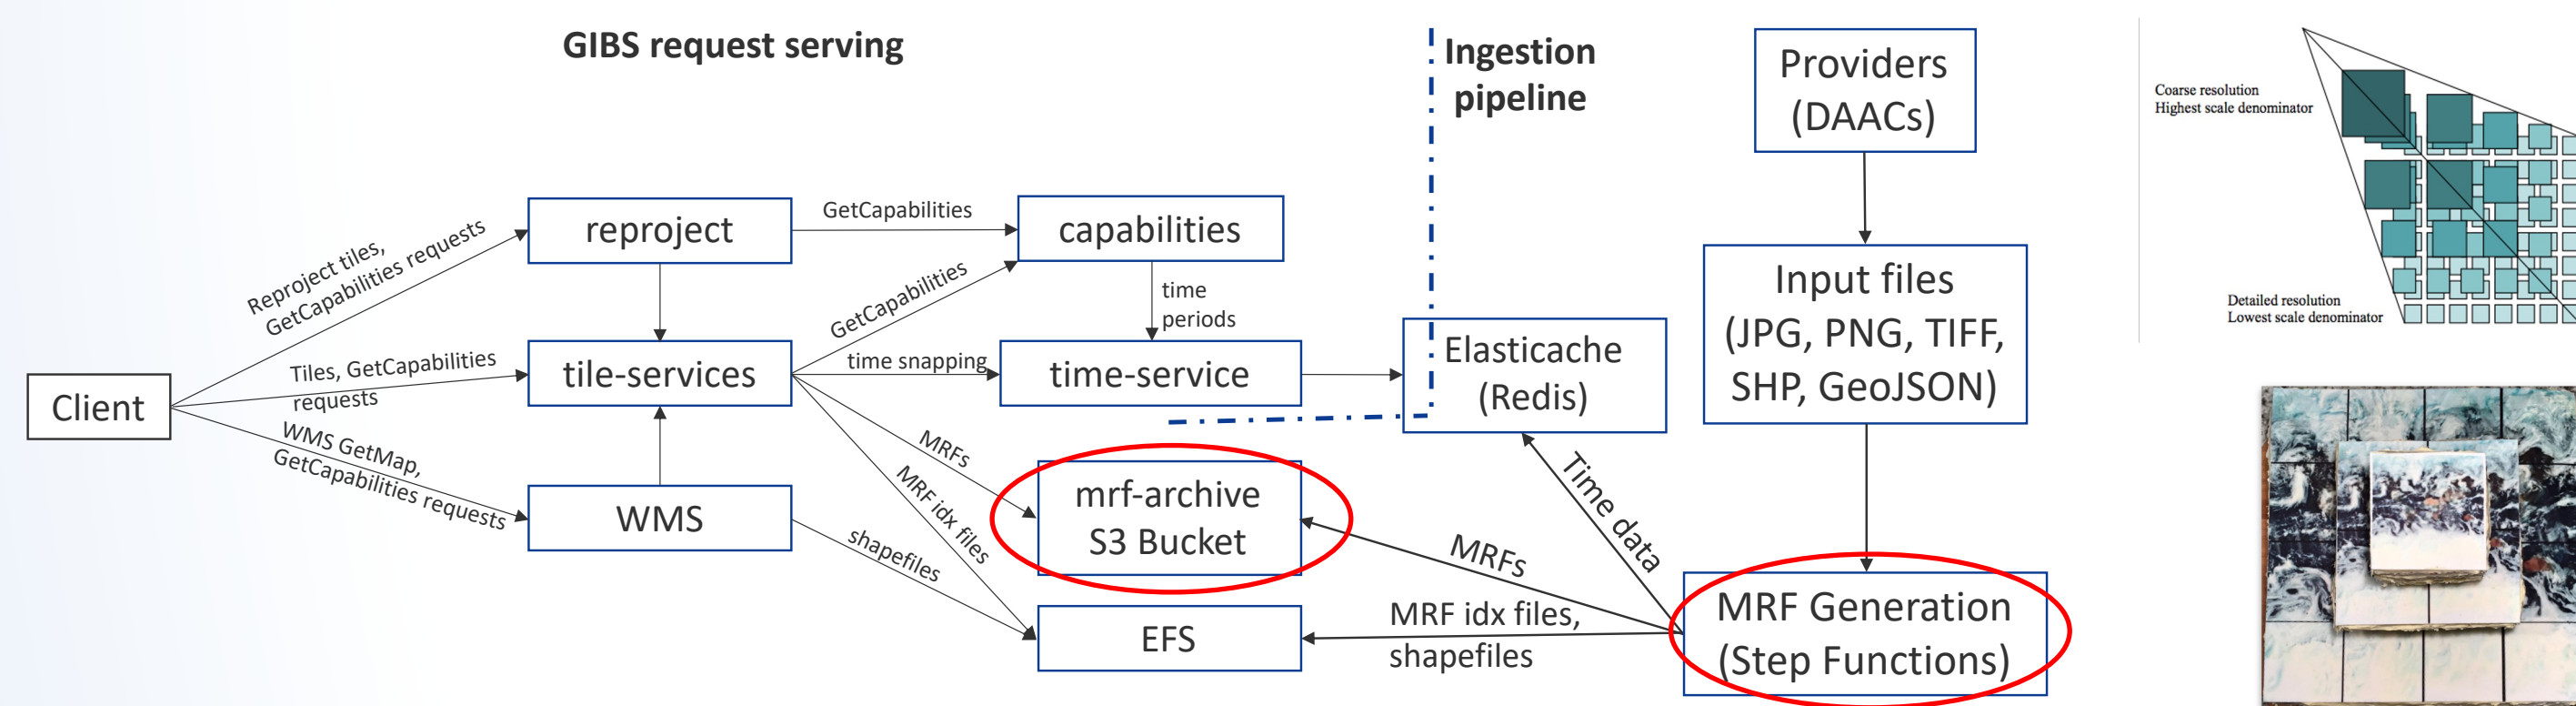 GIBS request serving
Ingestion
pipeline
Providers
(DAACs)
Coarse resolution
Highest scale denominator
Reproject tiles,
GetCapabilities requests
reproject
GetCapabilities
capabilities
Input files
(JPG, PNG, TIFF,
SHP, GeoJSON)
GetCapabilities
time
periods
Detailed resolution
Lowest scale denominator
Client
Tiles, GetCapabilities
requests
tile-services
time snapping
time-service
Elasticache
(Redis)
WMS GetMap,
GetCapabilities requests
WMS
MRFs
MRF idx files
shapefiles
mrf-archive
S3 Bucket
Time data
MRFs
EFS
MRF idx files,
shapefiles
MRF Generation
(Step Functions)